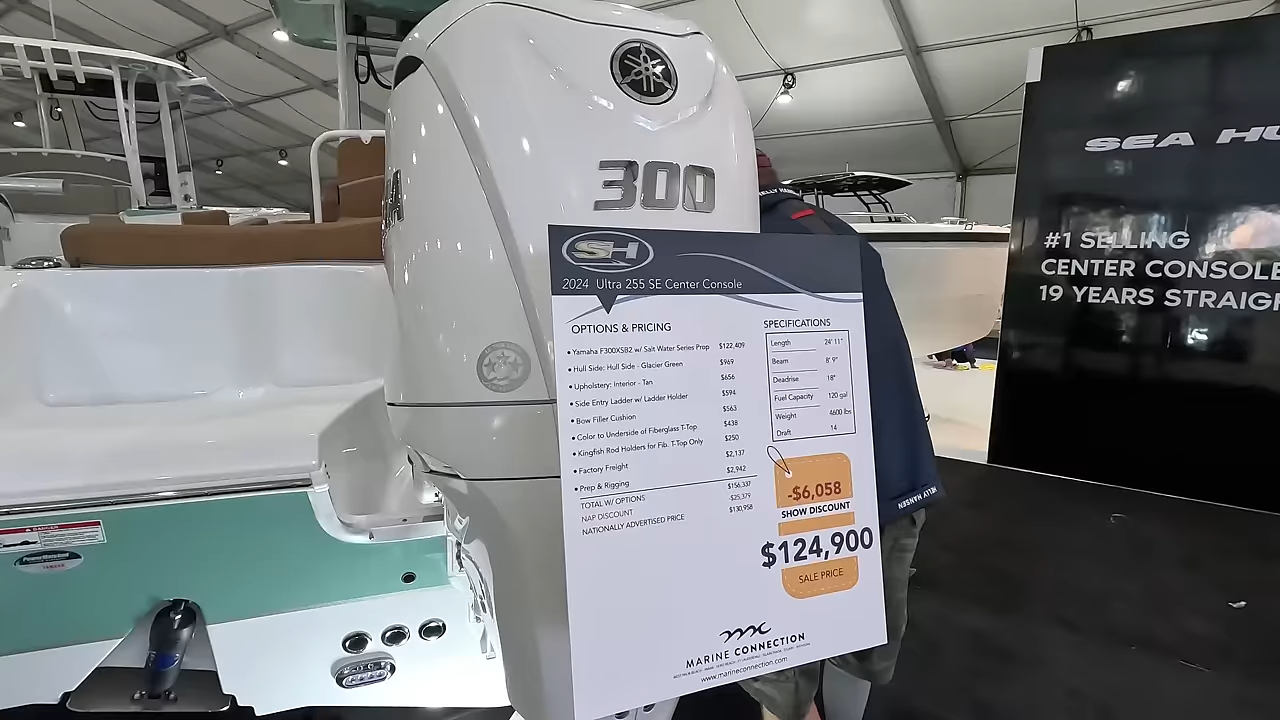 300
SEA HU
#1 SELLING
CENTER CONSOLE
19 YEARS STRAIGH
HELLY HANSEN
SH
2024 Ultra 255 SE Center Console
OPTIONS & PRICING
• Yamaha F300XSB2 w/ Salt Water Series Prop $122,409
• Hull Side: Hull Side - Glacier Green $969
• Upholstery: Interior - Tan $656
• Side Entry Ladder w/ Ladder Holder $594
• Bow Filler Cushion $563
• Color to Underside of Fiberglass T-Top $438
• Kingfish Rod Holders for Fib. T-Top Only $250
• Factory Freight $2,137
• Prep & Rigging $2,942
TOTAL W/ OPTIONS $156,337
NAP DISCOUNT $25,379
NATIONALLY ADVERTISED PRICE $130,958
SPECIFICATIONS
Length 24' 11"
Beam 8' 9"
Deadrise 18°
Fuel Capacity 120 gal
Weight 4600 lbs
Draft 14
-$6,058
SHOW DISCOUNT
$124,900
SALE PRICE
MARINE CONNECTION
www.marineconnection.com
HELLY HANSEN
DANGER